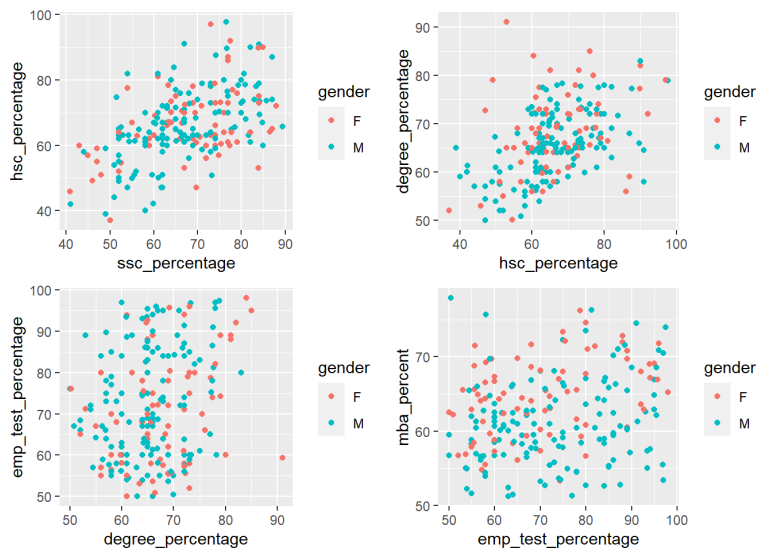 100
80
60
40
hsc_percentage
40 50 60 70 80 90
ssc_percentage
gender
F
M
90
80
70
60
50
degree_percentage
40 60 80 100
hsc_percentage
gender
F
M
100
90
80
70
60
50
emp_test_percentage
50 60 70 80 90
degree_percentage
gender
F
M
70
60
50
mba_percent
50 60 70 80 90 100
emp_test_percentage
gender
F
M